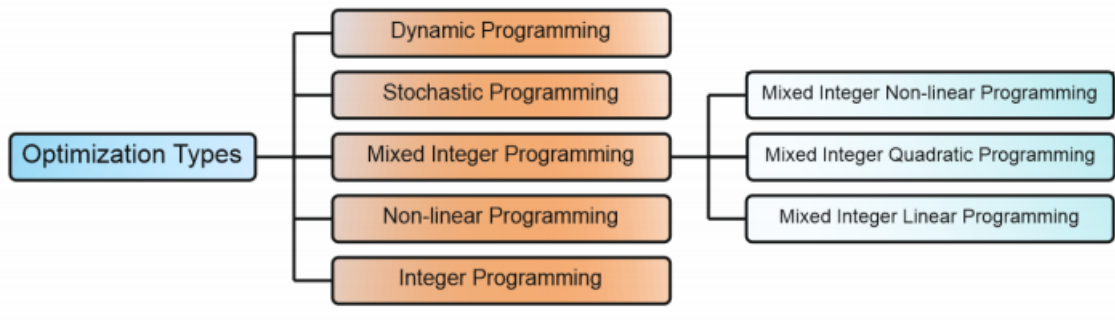 Optimization Types
Dynamic Programming
Stochastic Programming
Mixed Integer Programming
Non-linear Programming
Integer Programming
Mixed Integer Non-linear Programming
Mixed Integer Quadratic Programming
Mixed Integer Linear Programming